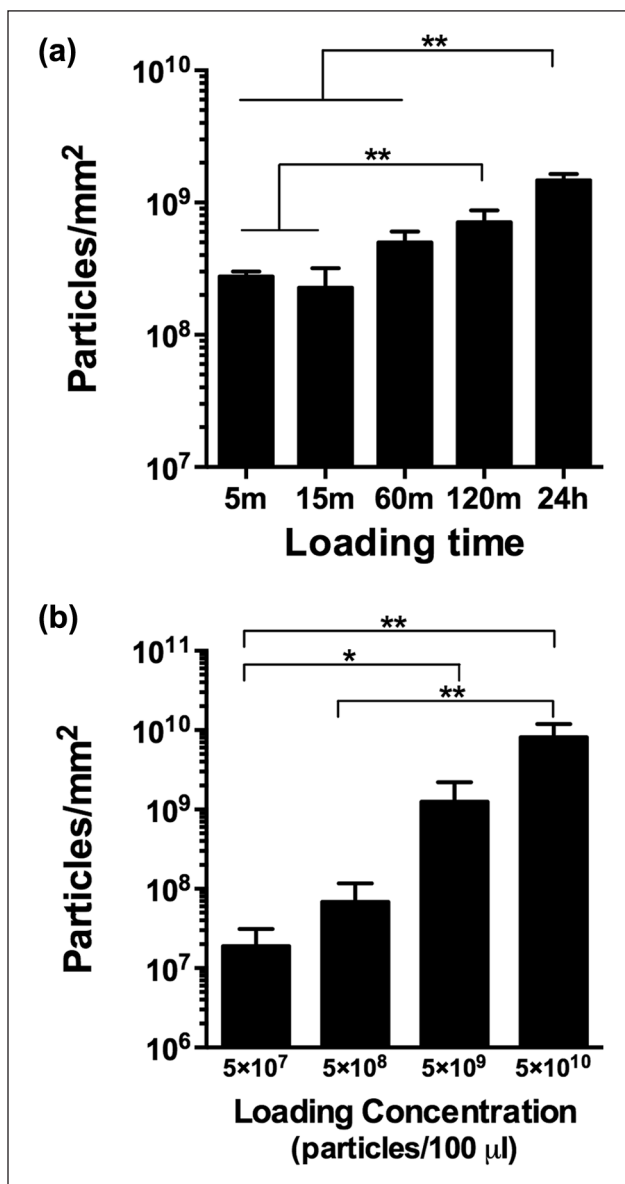 (a)
**
10¹⁰
**
10⁹
10⁸
10⁷
Particles/mm²
5m 15m 60m 120m 24h
Loading time
(b)
**
10¹¹
*
**
10¹⁰
10⁹
10⁸
10⁷
10⁶
Particles/mm²
5×10⁷ 5×10⁸ 5×10⁹ 5×10¹⁰
Loading Concentration
(particles/100 μl)